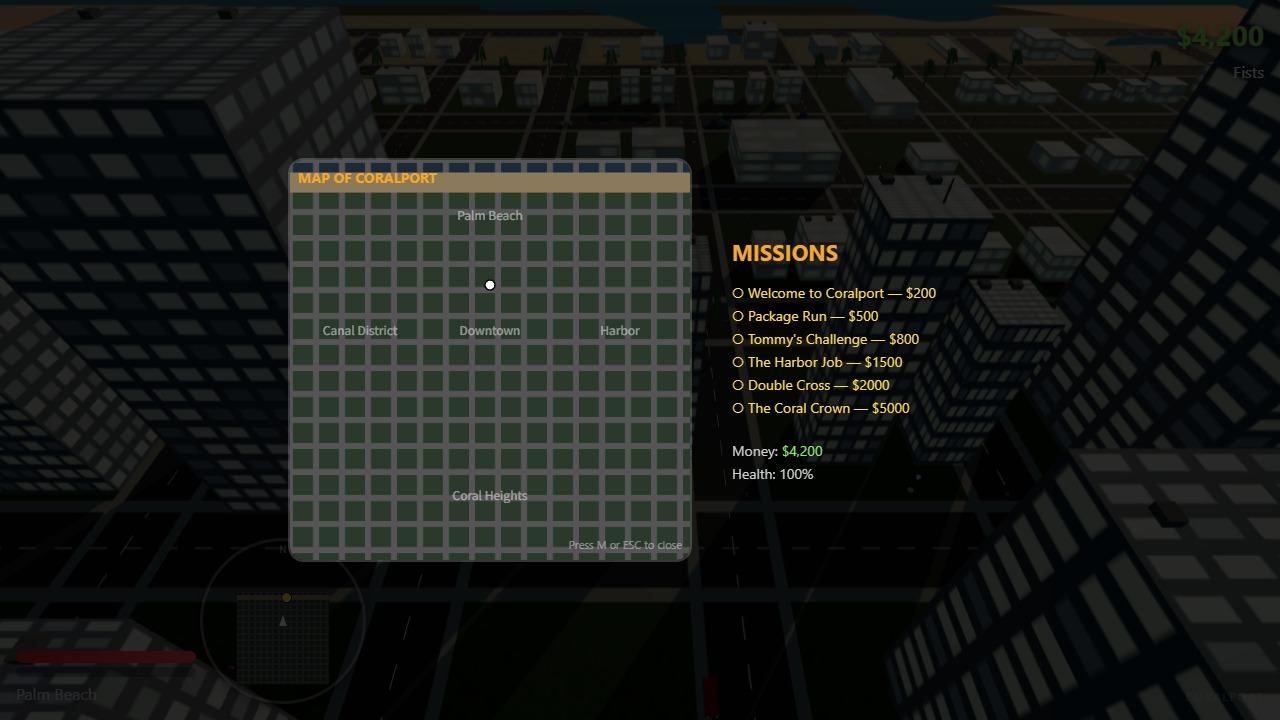 $4,200
Fists
MAP OF CORALPORT
Palm Beach
Canal District
Downtown
Harbor
Coral Heights
Press M or ESC to close
MISSIONS
○ Welcome to Coralport — $200
○ Package Run — $500
○ Tommy's Challenge — $800
○ The Harbor Job — $1500
○ Double Cross — $2000
○ The Coral Crown — $5000
Money: $4,200
Health: 100%
N
Palm Beach